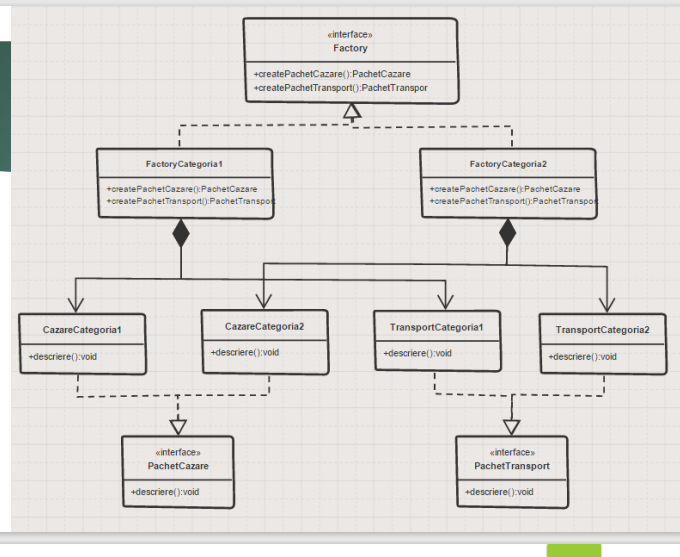 «interface»
Factory
+createPachetCazare():PachetCazare
+createPachetTransport():PachetTranspor
FactoryCategoria1
+createPachetCazare():PachetCazare
+createPachetTransport():PachetTranspor
FactoryCategoria2
+createPachetCazare():PachetCazare
+createPachetTransport():PachetTranspor
CazareCategoria1
+descriere():void
CazareCategoria2
+descriere():void
TransportCategoria1
+descriere():void
TransportCategoria2
+descriere():void
«interface»
PachetCazare
+descriere():void
«interface»
PachetTransport
+descriere():void